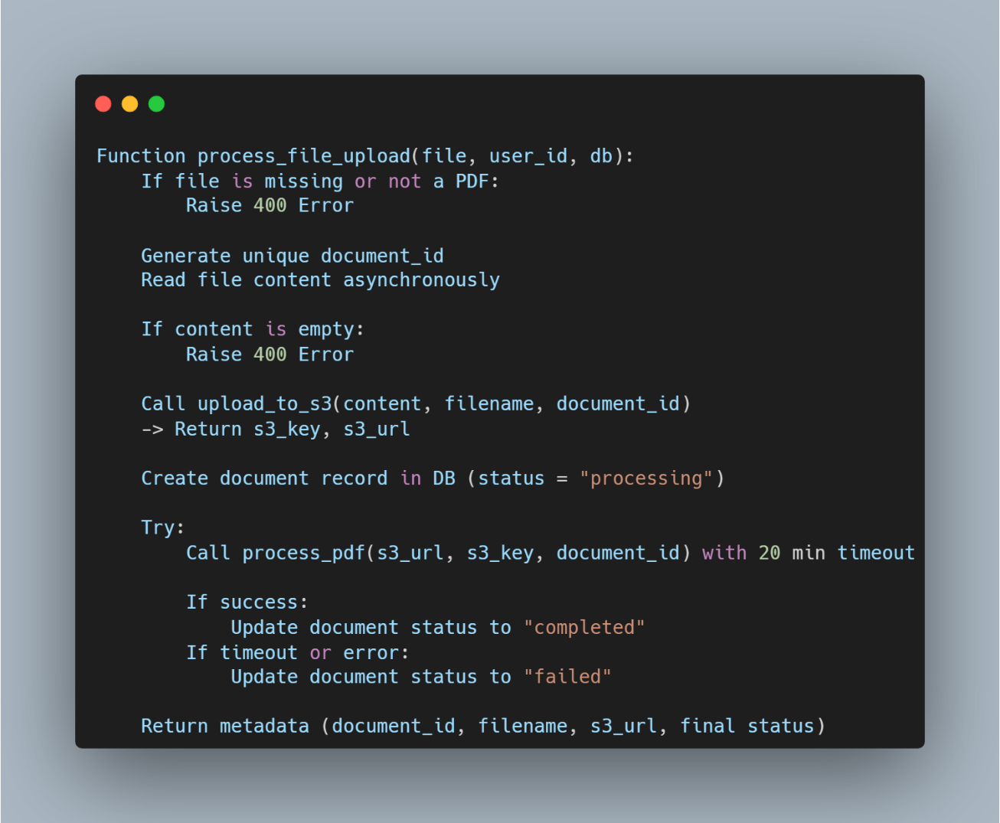 Function process_file_upload(file, user_id, db):
    If file is missing or not a PDF:
        Raise 400 Error

    Generate unique document_id
    Read file content asynchronously

    If content is empty:
        Raise 400 Error

    Call upload_to_s3(content, filename, document_id)
    -> Return s3_key, s3_url

    Create document record in DB (status = "processing")

    Try:
        Call process_pdf(s3_url, s3_key, document_id) with 20 min timeout

        If success:
            Update document status to "completed"
        If timeout or error:
            Update document status to "failed"

    Return metadata (document_id, filename, s3_url, final status)